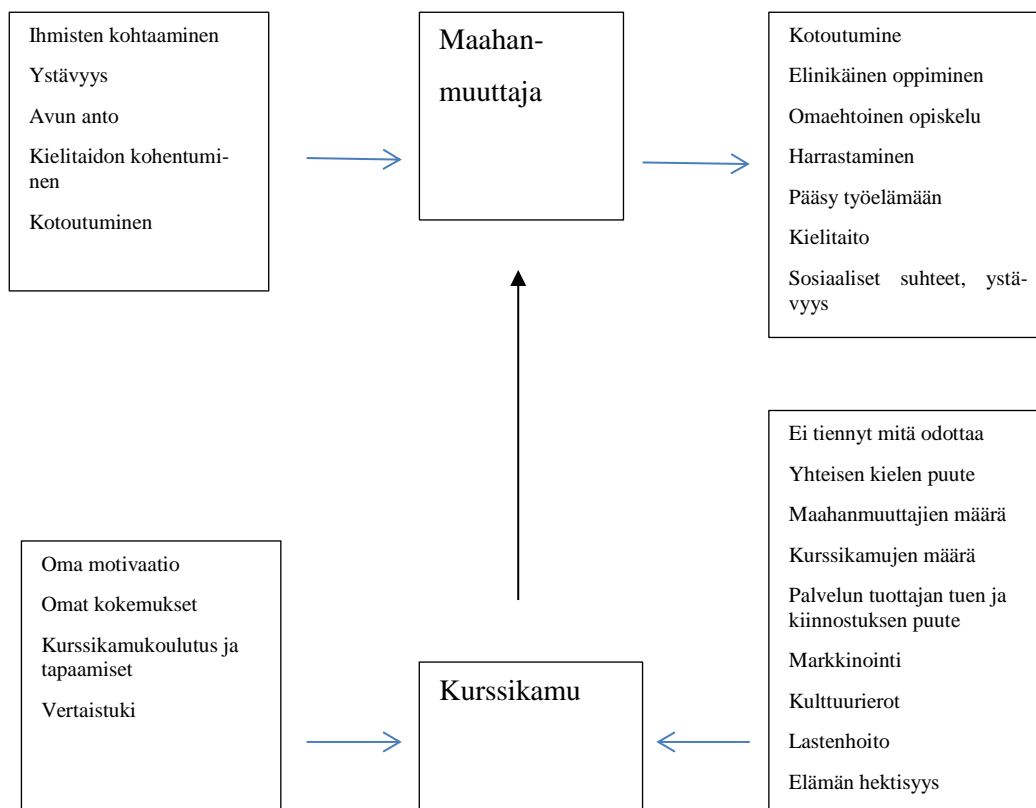 Ihmisten kohtaaminen
Ystävyys
Avun anto
Kielitaidon kohentumi-
nen
Kotoutuminen
Maahan-
muuttaja
Kotoutumine
Elinikäinen oppiminen
Omaehtoinen opiskelu
Harrastaminen
Pääsy työelämään
Kielitaito
Sosiaaliset suhteet, ystä-
vyys
Oma motivaatio
Omat kokemukset
Kurssikamukoulutus ja
tapaamiset
Vertaistuki
Kurssikamu
Ei tiennyt mitä odottaa
Yhteisen kielen puute
Maahanmuuttajien määrä
Kurssikamujen määrä
Palvelun tuottajan tuen ja
kiinnostuksen puute
Markkinointi
Kulttuurierot
Lastenhoito
Elämän hektisyys